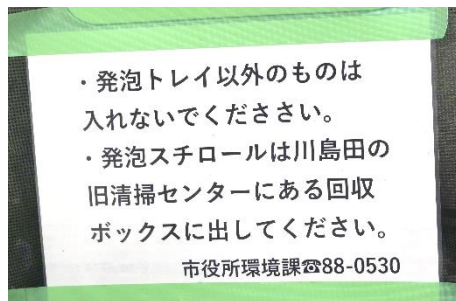 ・発泡トレイ以外のものは
入れないでくださささい。
・発泡スチロールは川島田の
旧清掃センターにある回収
ボックスに出してください。
市役所環境課☎88-0530